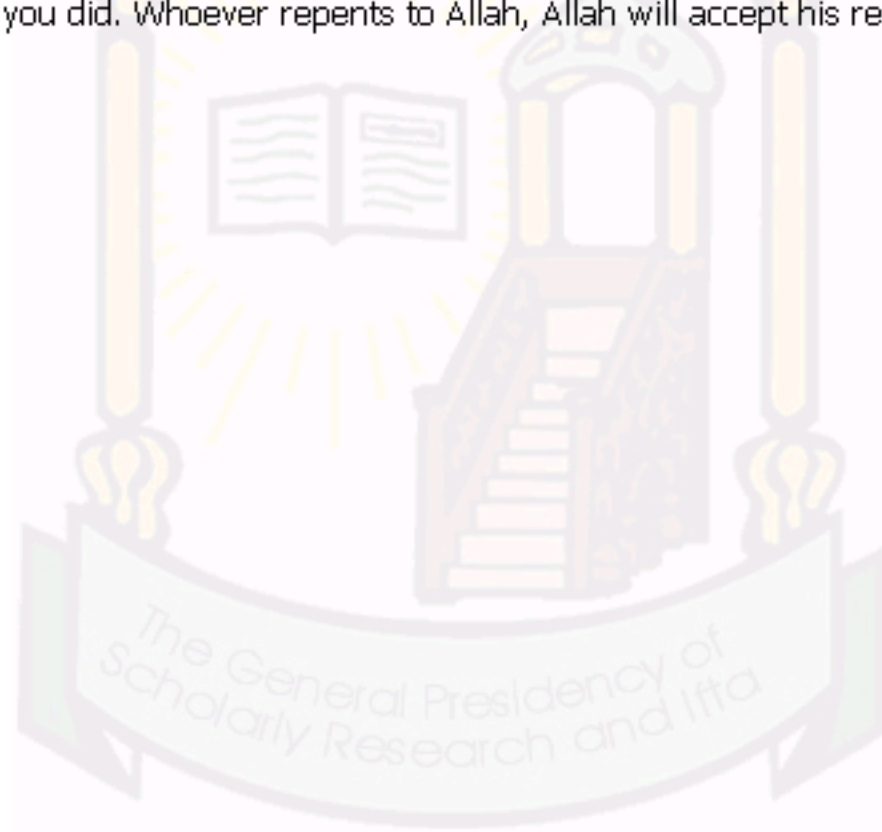 you did. Whoever repents to Allah, Allah will accept his re
The General Presidency of
Scholarly Research and Ifta